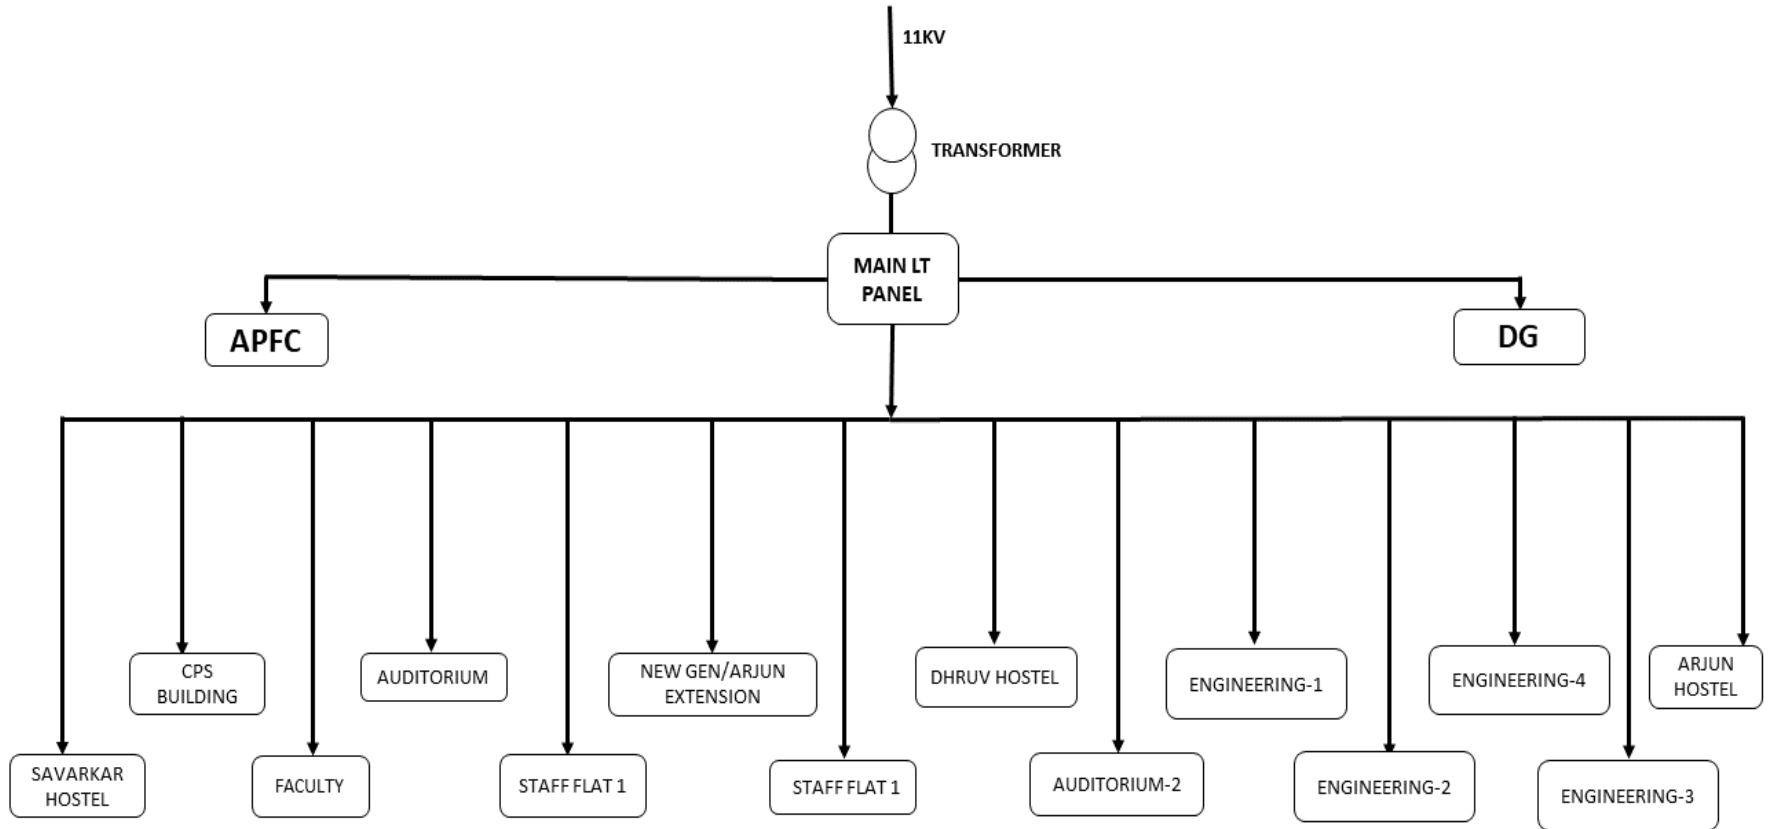 11KV
TRANSFORMER
MAIN LT
PANEL
APFC
DG
CPS
BUILDING
AUDITORIUM
NEW GEN/ARJUN
EXTENSION
DHRUV HOSTEL
ENGINEERING-1
ENGINEERING-4
ARJUN
HOSTEL
SAVARKAR
HOSTEL
FACULTY
STAFF FLAT 1
STAFF FLAT 1
AUDITORIUM-2
ENGINEERING-2
ENGINEERING-3